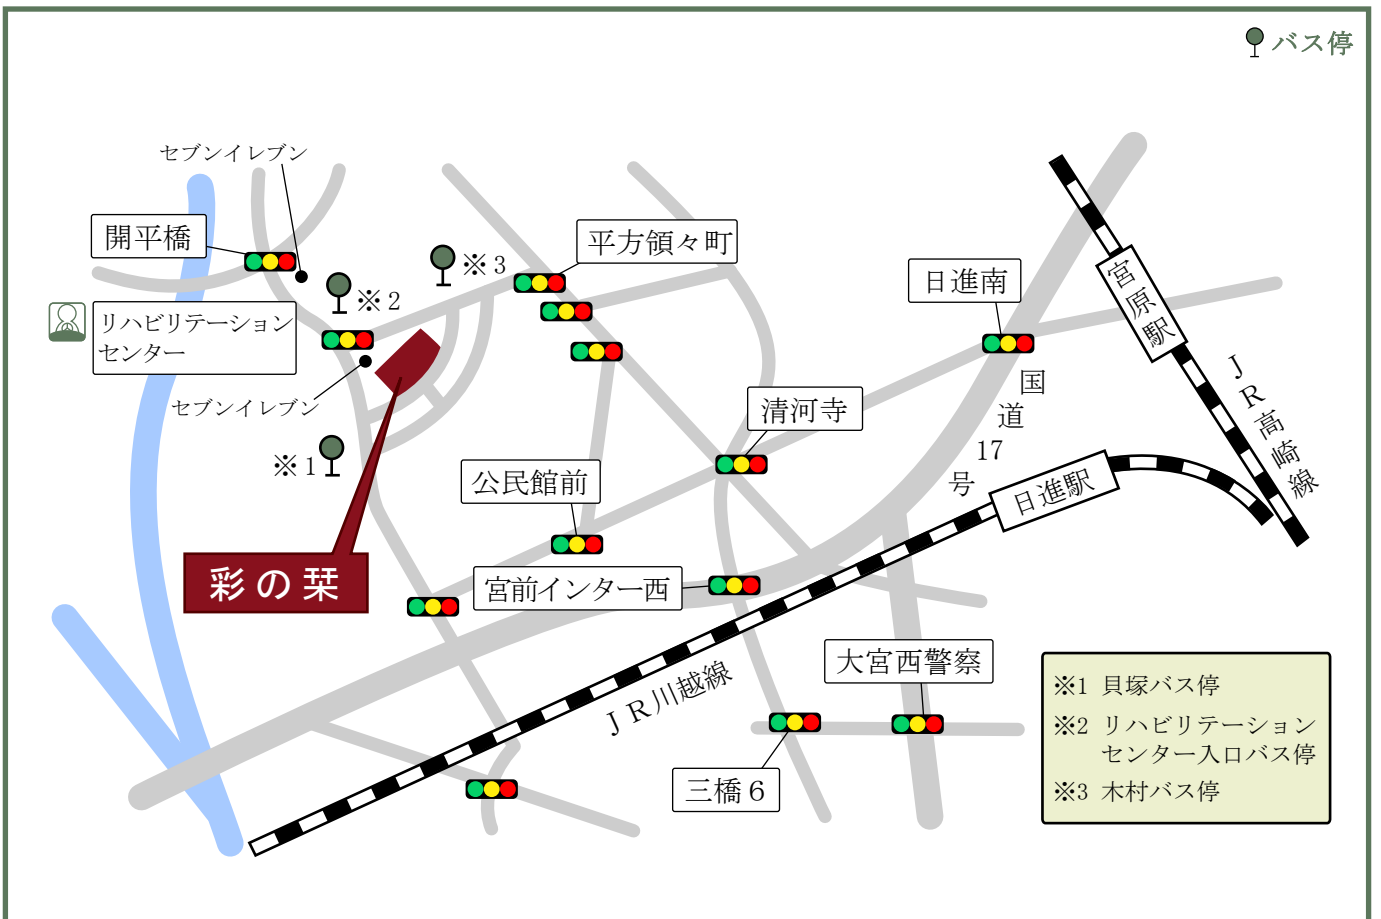 バス停
セブンイレブン
開平橋
平方領々町
※3
※2
日進南
宮原駅
リハビリテーション
センター
JR高崎線
国道17号
セブンイレブン
清河寺
※1
公民館前
日進駅
彩の栞
宮前インター西
大宮西警察
JR川越線
三橋6
※1 貝塚バス停
※2 リハビリテーション
センター入口バス停
※3 木村バス停